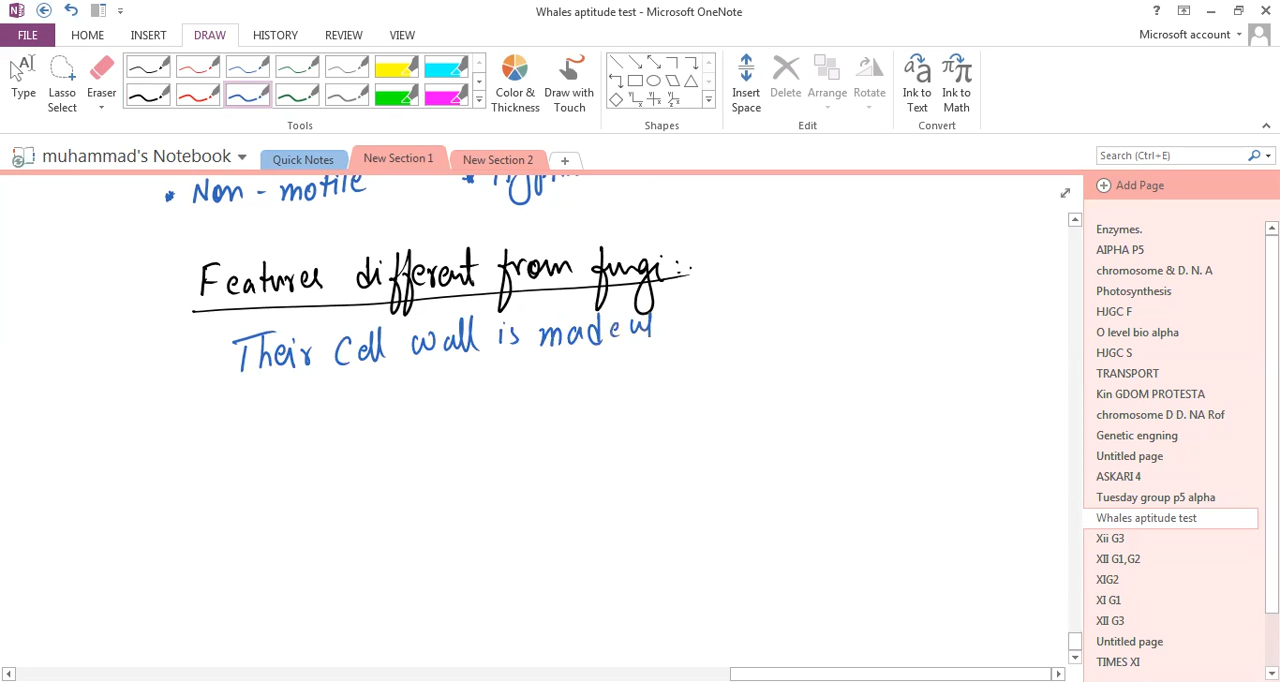 Whales aptitude test - Microsoft OneNote
FILE HOME INSERT DRAW HISTORY REVIEW VIEW
Microsoft account
Type
Lasso Select
Eraser
Color & Thickness
Draw with Touch
Insert Space
Delete
Arrange
Rotate
Ink to Text
Ink to Math
Tools Shapes Edit Convert
muhammad's Notebook
Quick Notes New Section 1 New Section 2
Search (Ctrl+E)
Add Page
* Non - motile
Features different from fungi :-
Their cell wall is made
Enzymes.
AIPHA P5
chromosome & D. N. A
Photosynthesis
HJGC F
O level bio alpha
HJGC S
TRANSPORT
Kin GDOM PROTESTA
chromosome D D. NA Rof
Genetic engning
Untitled page
ASKARI 4
Tuesday group p5 alpha
Whales aptitude test
Xii G3
XII G1,G2
XIG2
XI G1
XII G3
Untitled page
TIMES XI